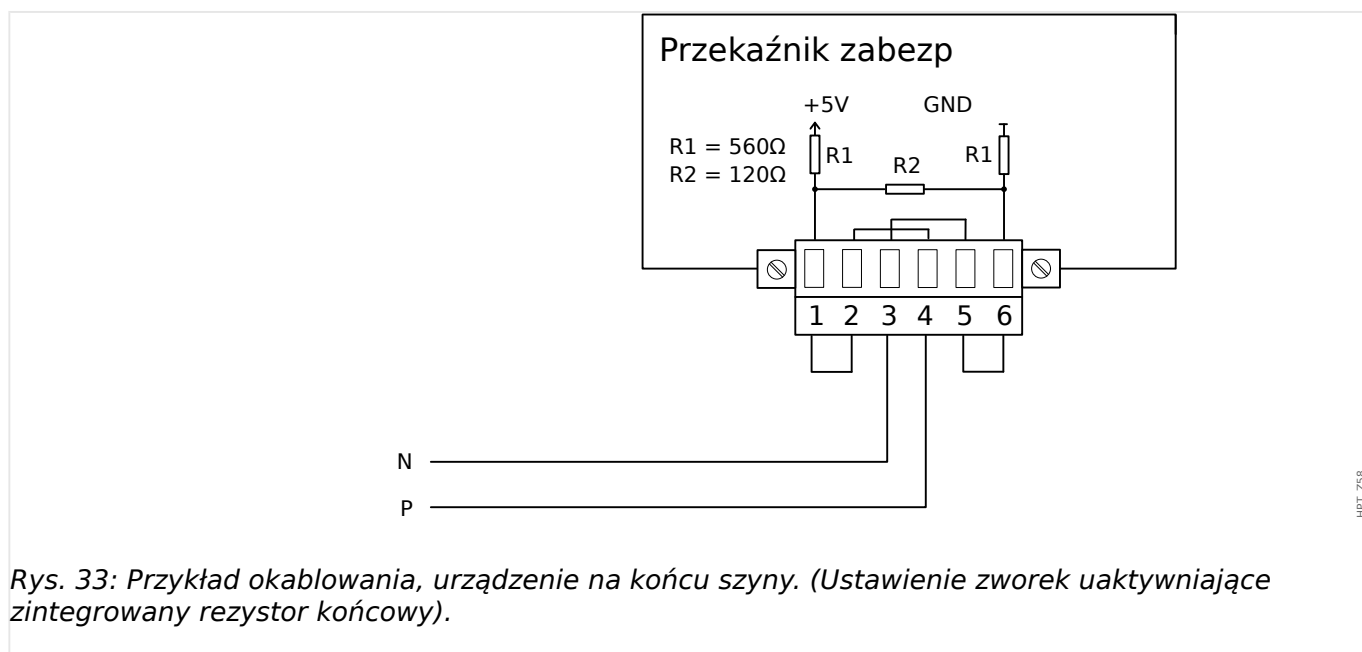 Przekaźnik zabezp
+5V GND
R1 = 560Ω
R2 = 120Ω
R1 R2 R1
1 2 3 4 5 6
N
P
HPT_Z58
Rys. 33: Przykład okablowania, urządzenie na końcu szyny. (Ustawienie zworek uaktywniające
zintegrowany rezystor końcowy).